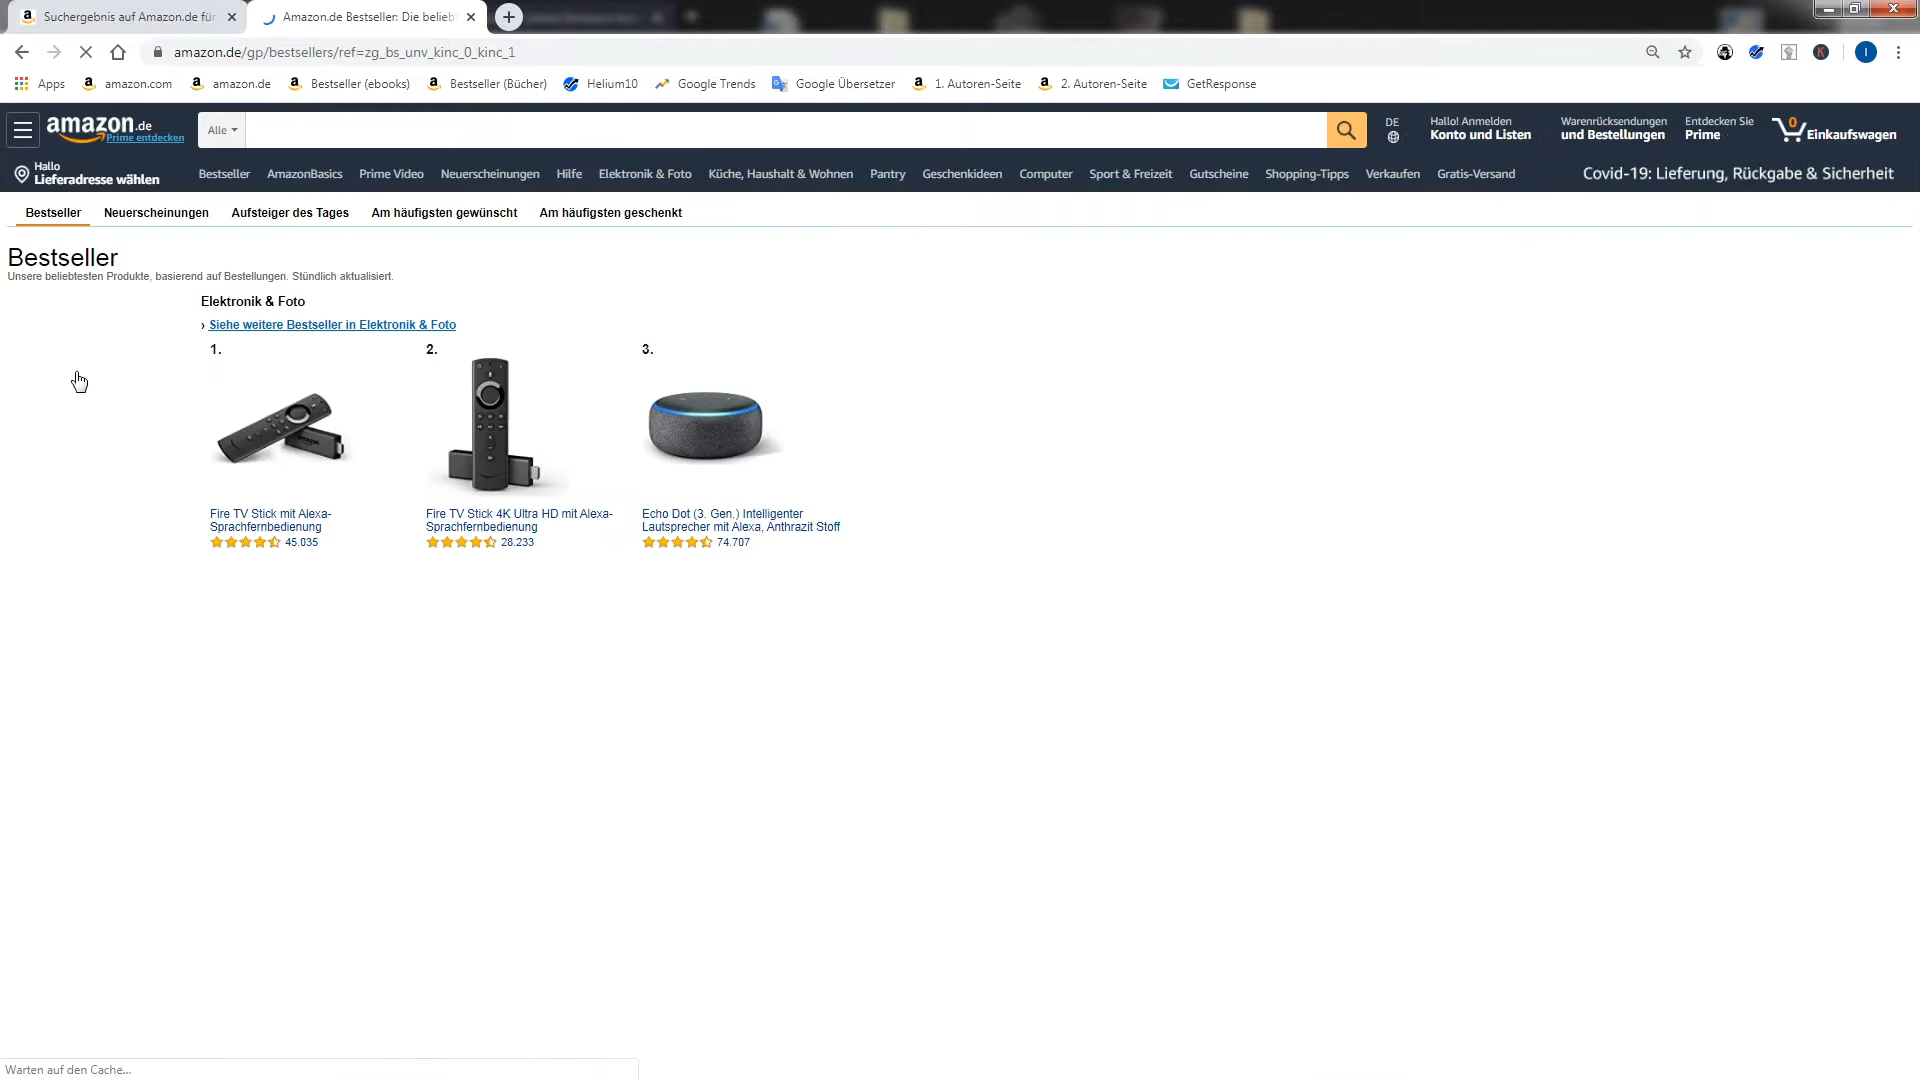 Suchergebnis auf Amazon.de für
Amazon.de Bestseller: Die belieb
amazon.de/gp/bestsellers/ref=zg_bs_unv_kinc_0_kinc_1
Apps
amazon.com
amazon.de
Bestseller (ebooks)
Bestseller (Bücher)
Helium10
Google Trends
Google Übersetzer
1. Autoren-Seite
2. Autoren-Seite
GetResponse
amazon.de
Prime entdecken
Alle
DE
Hallo! Anmelden
Konto und Listen
Warenrücksendungen
und Bestellungen
Entdecken Sie
Prime
0
Einkaufswagen
Hallo
Lieferadresse wählen
Bestseller
AmazonBasics
Prime Video
Neuerscheinungen
Hilfe
Elektronik & Foto
Küche, Haushalt & Wohnen
Pantry
Geschenkideen
Computer
Sport & Freizeit
Gutscheine
Shopping-Tipps
Verkaufen
Gratis-Versand
Covid-19: Lieferung, Rückgabe & Sicherheit
Bestseller
Neuerscheinungen
Aufsteiger des Tages
Am häufigsten gewünscht
Am häufigsten geschenkt
Bestseller
Unsere beliebtesten Produkte, basierend auf Bestellungen. Stündlich aktualisiert.
Elektronik & Foto
› Siehe weitere Bestseller in Elektronik & Foto
1.
2.
3.
Fire TV Stick mit Alexa-
Sprachfernbedienung
45.035
Fire TV Stick 4K Ultra HD mit Alexa-
Sprachfernbedienung
28.233
Echo Dot (3. Gen.) Intelligenter
Lautsprecher mit Alexa, Anthrazit Stoff
74.707
Warten auf den Cache...